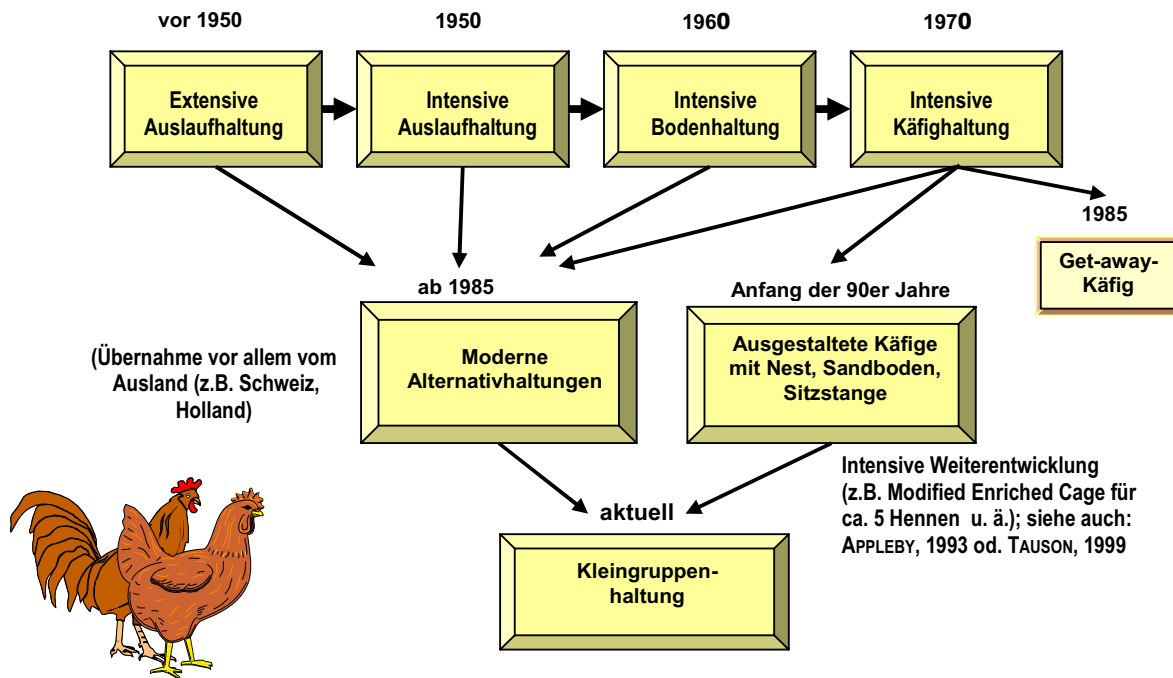 vor 1950
1950
1960
1970
Extensive
Auslaufhaltung
Intensive
Auslaufhaltung
Intensive
Bodenhaltung
Intensive
Käfighaltung
1985
Get-away-
Käfig
ab 1985
Anfang der 90er Jahre
(Übernahme vor allem vom
Ausland (z.B. Schweiz,
Holland)
Moderne
Alternativhaltungen
Ausgestaltete Käfige
mit Nest, Sandboden,
Sitzstange
Intensive Weiterentwicklung
(z.B. Modified Enriched Cage für
ca. 5 Hennen u. ä.); siehe auch:
APPLEBY, 1993 od. TAUSON, 1999
aktuell
Kleingruppen-
haltung